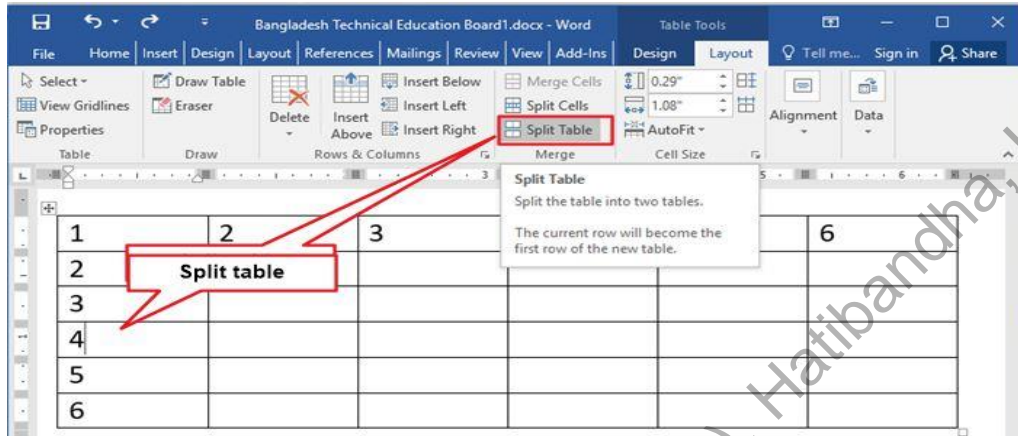 Bangladesh Technical Education Board1.docx - Word Table Tools
File Home Insert Design Layout References Mailings Review View Add-Ins Design Layout Tell me... Sign in Share
Select Draw Table Insert Below Merge Cells 0.29"
View Gridlines Eraser Delete Insert Above Insert Left Split Cells 1.08" Alignment Data
Properties Insert Right Split Table AutoFit
Table Draw Rows & Columns Merge Cell Size
3 5 6
Split Table
Split the table into two tables.
The current row will become the
first row of the new table.
1 2 3 6
2 Split table
3
4
5
6
Hatibandha,